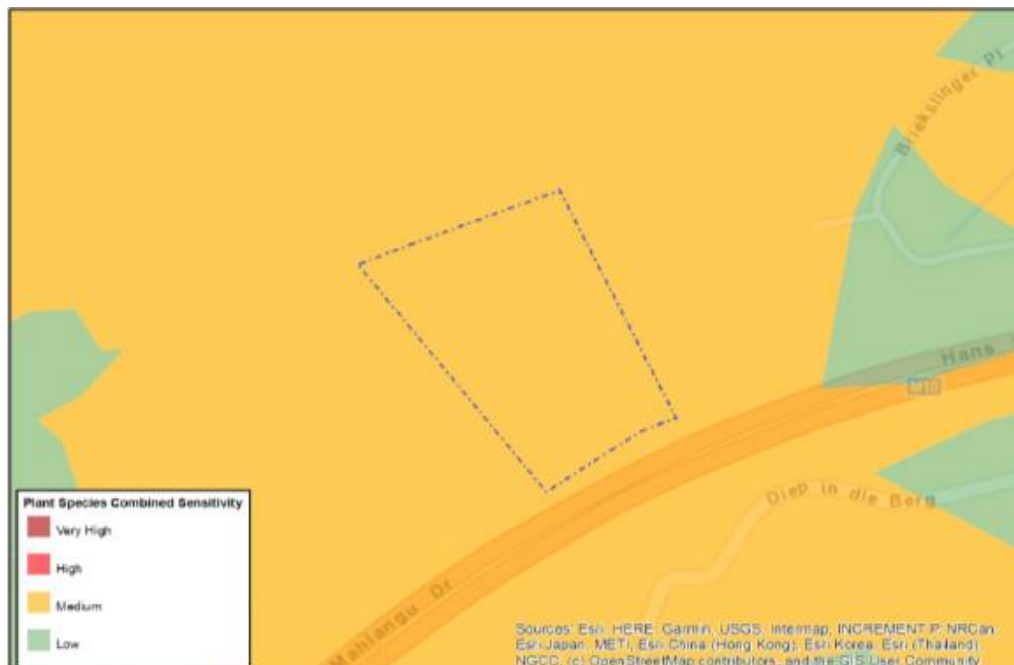 Briekslinger Pl
Hans
M10
Diep in die Berg
Mahlangu Dr
Plant Species Combined Sensitivity
Very High
High
Medium
Low
Sources: Esri, HERE, Garmin, USGS, Intermap, INCREMENT P, NRCan,
Esri Japan, METI, Esri China (Hong Kong), Esri Korea, Esri (Thailand),
NGCC, (c) OpenStreetMap contributors, and the GIS User Community